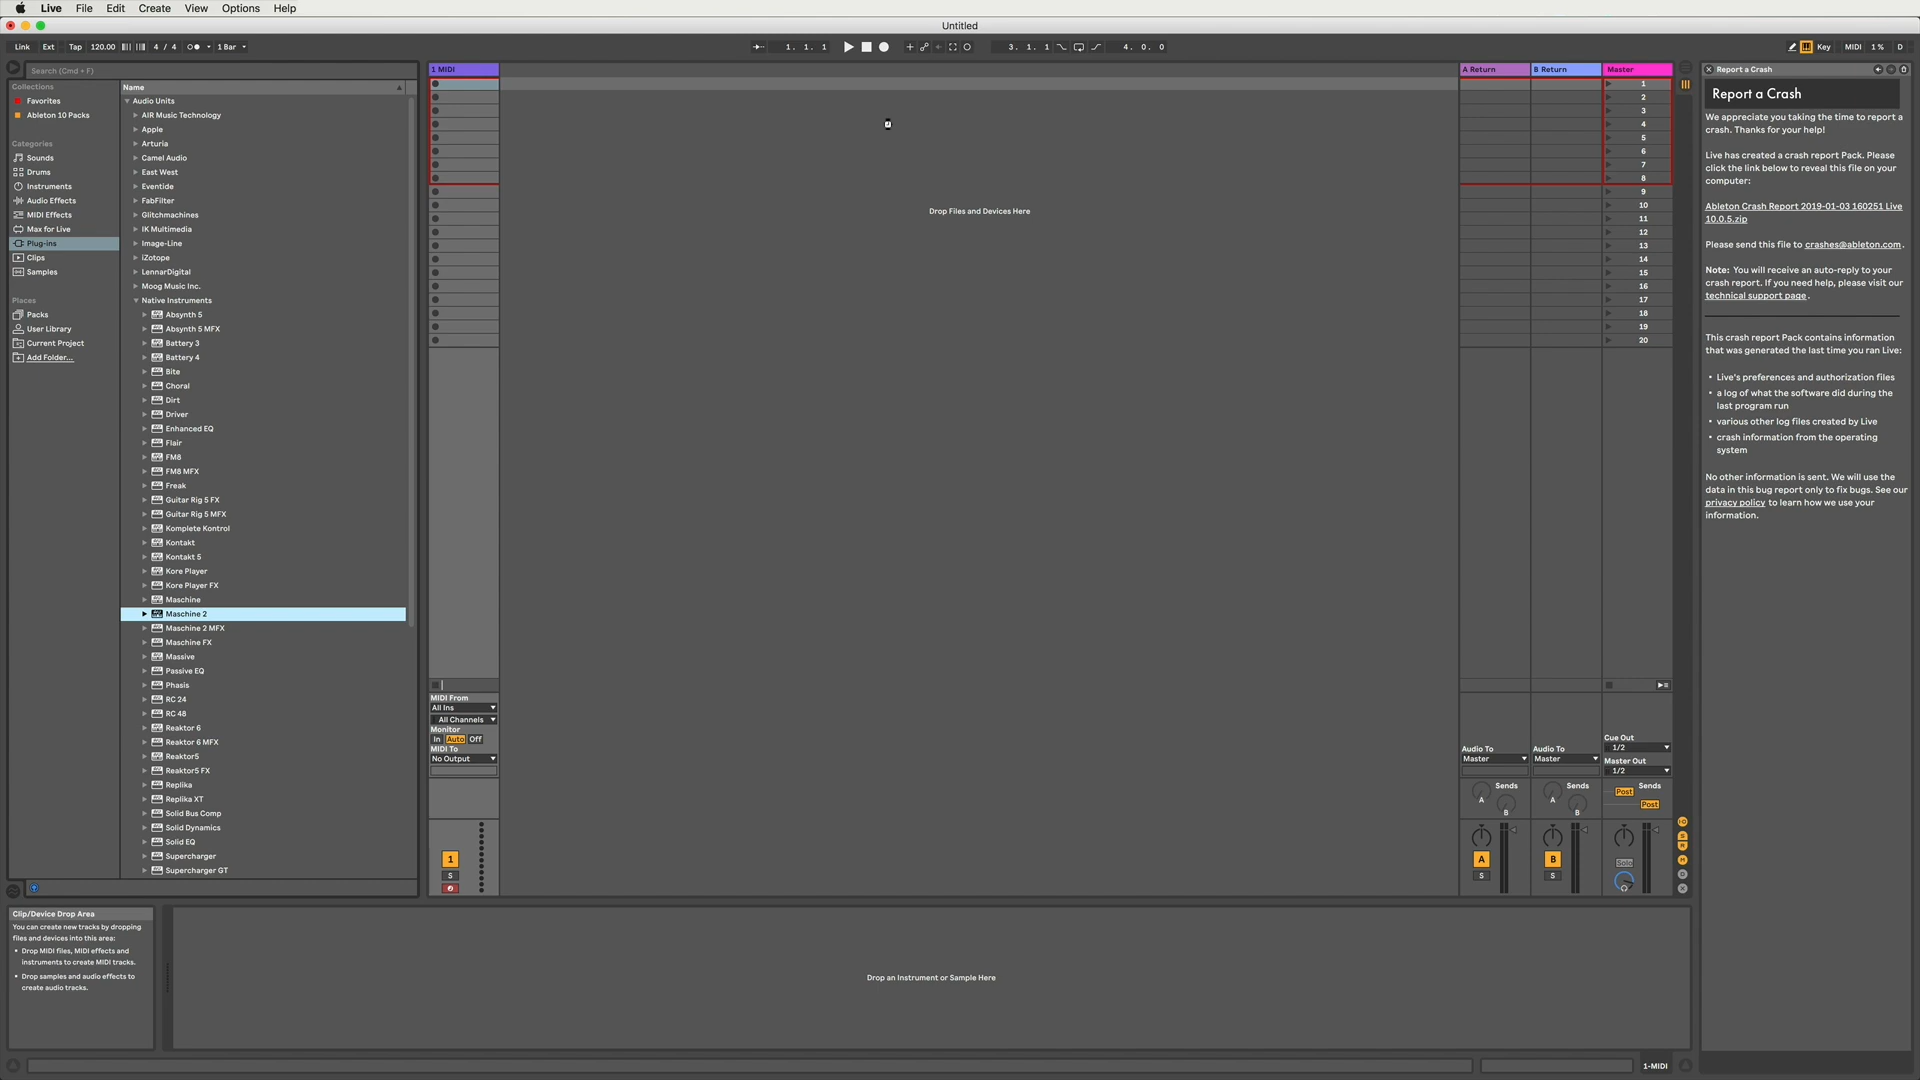 Live File Edit Create View Options Help
Untitled
Link Ext Tap 120.00 4 / 4 1 Bar
1. 1. 1
3. 1. 1 4. 0. 0
Key MIDI 1 % D
Search (Cmd + F)
Collections
Favorites
Ableton 10 Packs
Categories
Sounds
Drums
Instruments
Audio Effects
MIDI Effects
Max for Live
Plug-ins
Clips
Samples
Places
Packs
User Library
Current Project
Add Folder...
Name
Audio Units
AIR Music Technology
Apple
Arturia
Camel Audio
East West
Eventide
FabFilter
Glitchmachines
IK Multimedia
Image-Line
iZotope
LennarDigital
Moog Music Inc.
Native Instruments
Absynth 5
Absynth 5 MFX
Battery 3
Battery 4
Bite
Choral
Dirt
Driver
Enhanced EQ
Flair
FM8
FM8 MFX
Freak
Guitar Rig 5 FX
Guitar Rig 5 MFX
Komplete Kontrol
Kontakt
Kontakt 5
Kore Player
Kore Player FX
Maschine
Maschine 2
Maschine 2 MFX
Maschine FX
Massive
Passive EQ
Phasis
RC 24
RC 48
Reaktor 6
Reaktor 6 MFX
Reaktor5
Reaktor5 FX
Replika
Replika XT
Solid Bus Comp
Solid Dynamics
Solid EQ
Supercharger
Supercharger GT
1 MIDI
Drop Files and Devices Here
MIDI From
All Ins
All Channels
Monitor
In Auto Off
MIDI To
No Output
1
S
A Return B Return Master
1
2
3
4
5
6
7
8
9
10
11
12
13
14
15
16
17
18
19
20
Cue Out
1/2
Audio To Audio To
Master Master
Master Out
1/2
Sends Sends Sends
A A Post
B B Post
A B Solo
S S
Report a Crash
Report a Crash
We appreciate you taking the time to report a
crash. Thanks for your help!
Live has created a crash report Pack. Please
click the link below to reveal this file on your
computer:
Ableton Crash Report 2019-01-03 160251 Live
10.0.5.zip
Please send this file to crashes@ableton.com.
Note: You will receive an auto-reply to your
crash report. If you need help, please visit our
technical support page.
This crash report Pack contains information
that was generated the last time you ran Live:
• Live's preferences and authorization files
• a log of what the software did during the
last program run
• various other log files created by Live
• crash information from the operating
system
No other information is sent. We will use the
data in this bug report only to fix bugs. See our
privacy policy to learn how we use your
information.
Clip/Device Drop Area
You can create new tracks by dropping
files and devices into this area:
• Drop MIDI files, MIDI effects and
instruments to create MIDI tracks.
• Drop samples and audio effects to
create audio tracks.
Drop an Instrument or Sample Here
1-MIDI